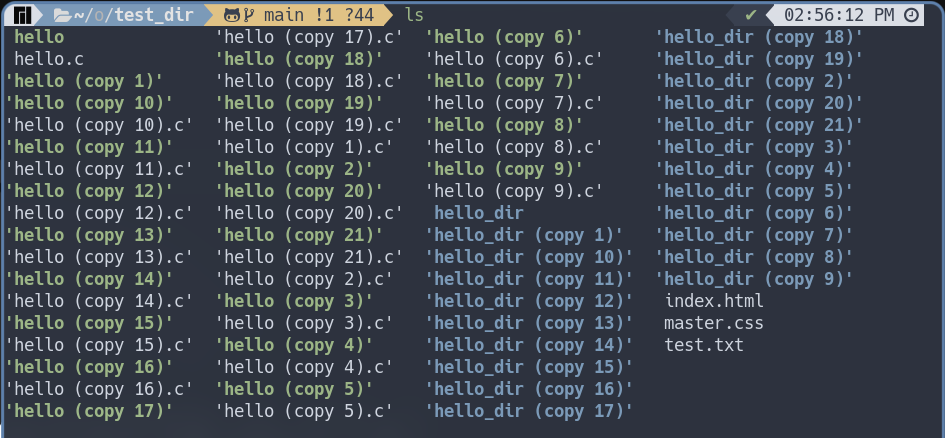 ~/o/test_dir main !1 ?44 ls ✔ 02:56:12 PM
hello 'hello (copy 17).c' 'hello (copy 6)' 'hello_dir (copy 18)'
hello.c 'hello (copy 18)' 'hello (copy 6).c' 'hello_dir (copy 19)'
'hello (copy 1)' 'hello (copy 18).c' 'hello (copy 7)' 'hello_dir (copy 2)'
'hello (copy 10)' 'hello (copy 19)' 'hello (copy 7).c' 'hello_dir (copy 20)'
'hello (copy 10).c' 'hello (copy 19).c' 'hello (copy 8)' 'hello_dir (copy 21)'
'hello (copy 11)' 'hello (copy 1).c' 'hello (copy 8).c' 'hello_dir (copy 3)'
'hello (copy 11).c' 'hello (copy 2)' 'hello (copy 9)' 'hello_dir (copy 4)'
'hello (copy 12)' 'hello (copy 20)' 'hello (copy 9).c' 'hello_dir (copy 5)'
'hello (copy 12).c' 'hello (copy 20).c' hello_dir 'hello_dir (copy 6)'
'hello (copy 13)' 'hello (copy 21)' 'hello_dir (copy 1)' 'hello_dir (copy 7)'
'hello (copy 13).c' 'hello (copy 21).c' 'hello_dir (copy 10)' 'hello_dir (copy 8)'
'hello (copy 14)' 'hello (copy 2).c' 'hello_dir (copy 11)' 'hello_dir (copy 9)'
'hello (copy 14).c' 'hello (copy 3)' 'hello_dir (copy 12)' index.html
'hello (copy 15)' 'hello (copy 3).c' 'hello_dir (copy 13)' master.css
'hello (copy 15).c' 'hello (copy 4)' 'hello_dir (copy 14)' test.txt
'hello (copy 16)' 'hello (copy 4).c' 'hello_dir (copy 15)'
'hello (copy 16).c' 'hello (copy 5)' 'hello_dir (copy 16)'
'hello (copy 17)' 'hello (copy 5).c' 'hello_dir (copy 17)'